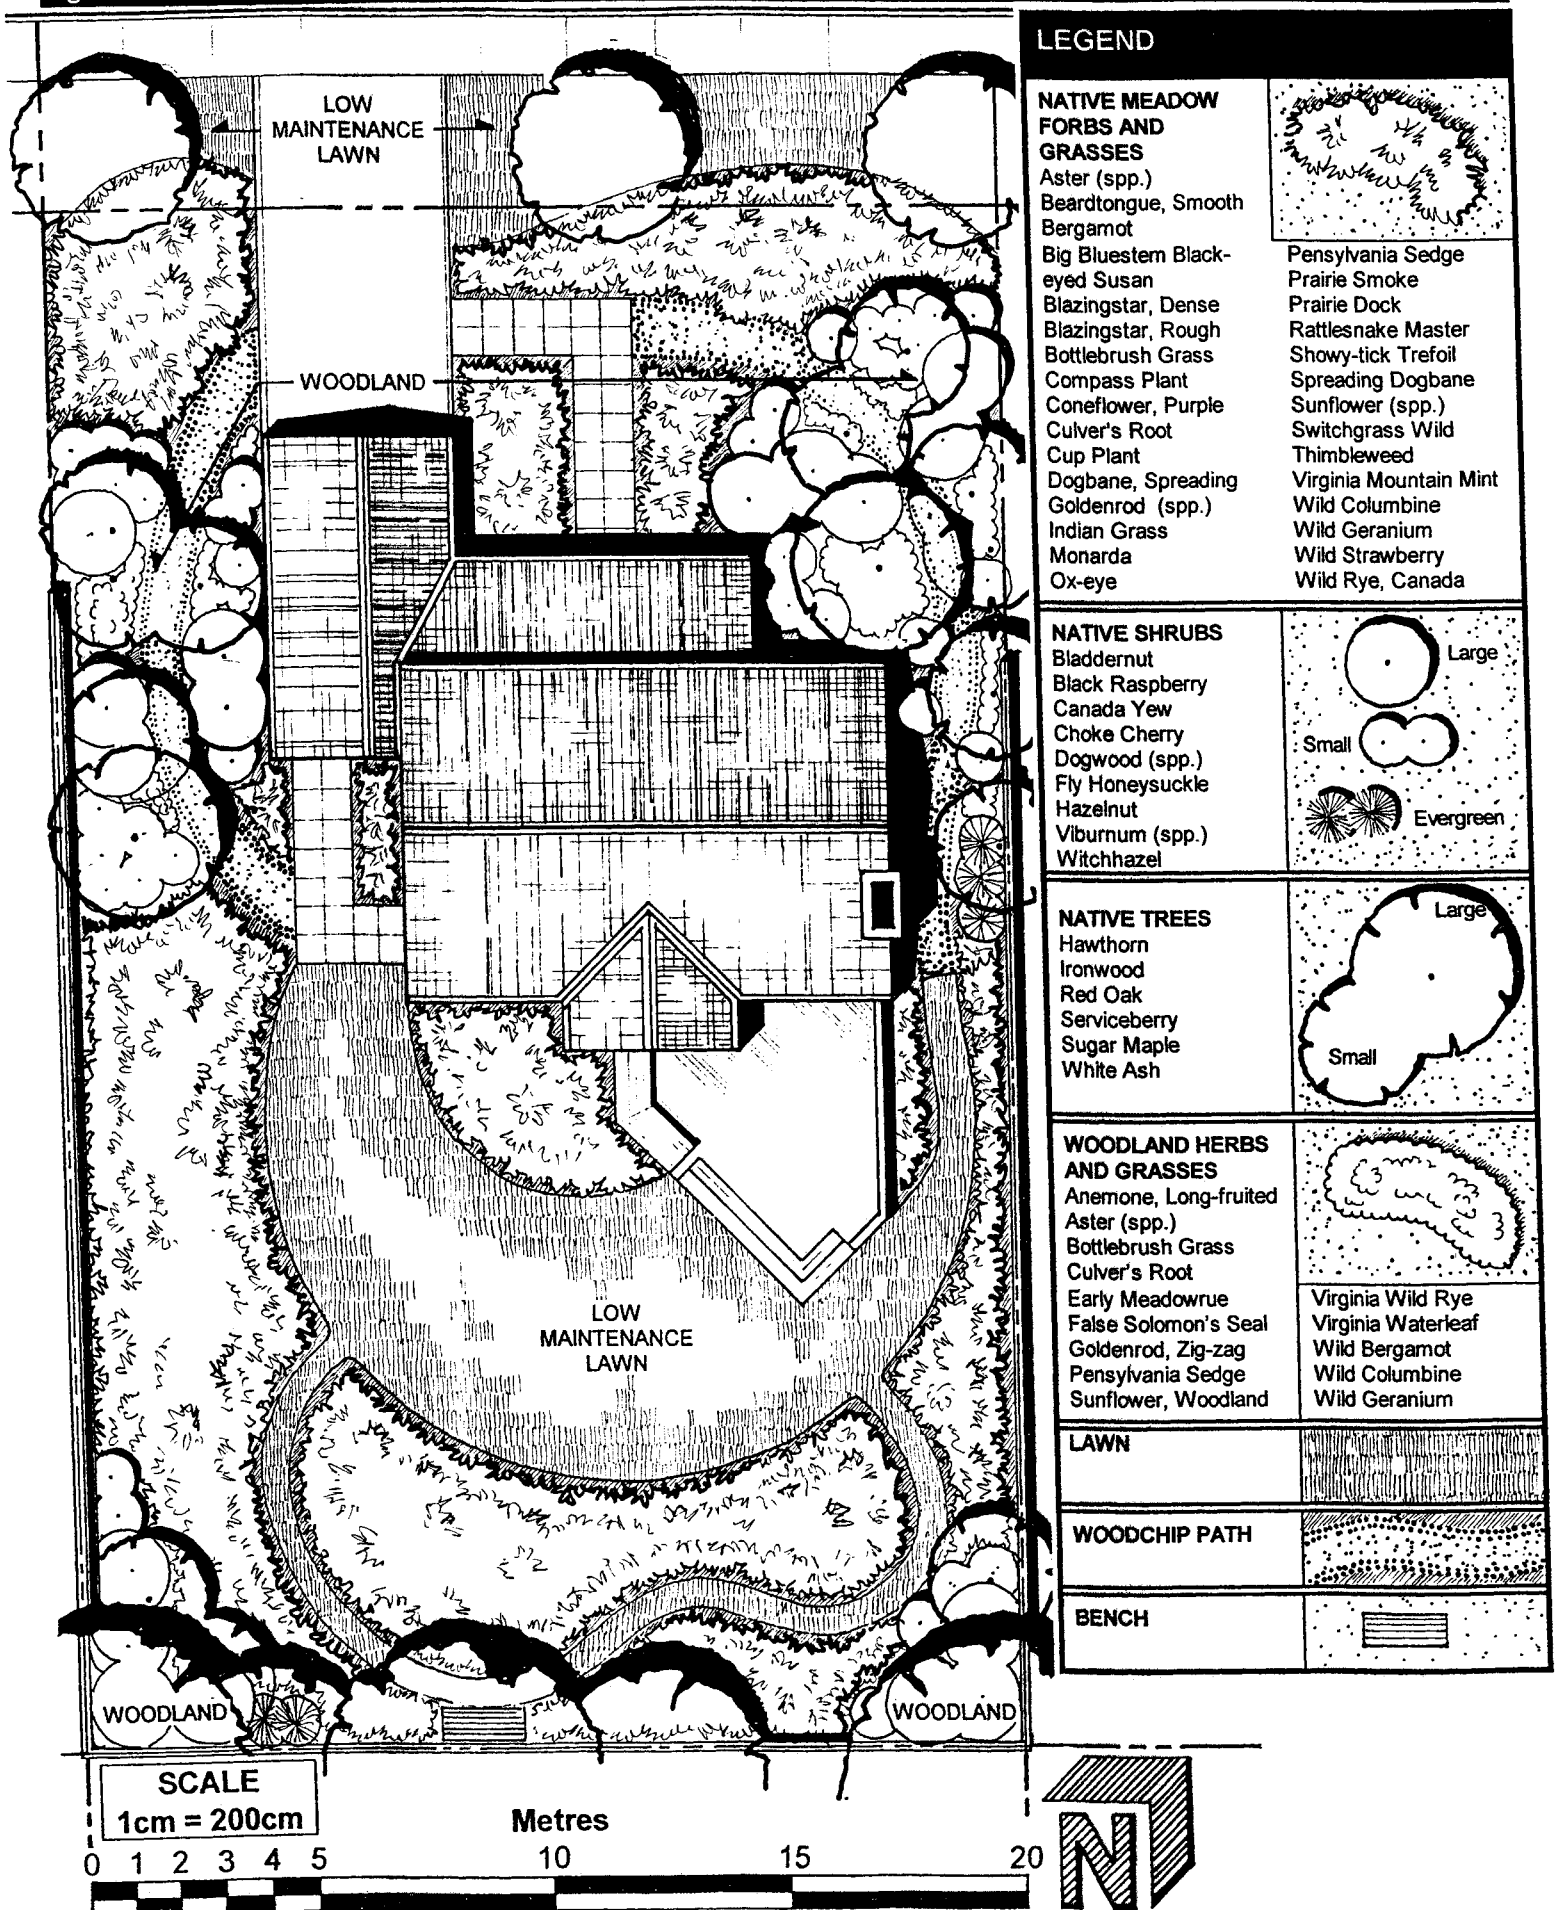 LOW
MAINTENANCE
LAWN
WOODLAND
LOW
MAINTENANCE
LAWN
WOODLAND
WOODLAND
SCALE
1cm = 200cm
Metres
0 1 2 3 4 5 10 15 20
N
LEGEND
NATIVE MEADOW
FORBS AND
GRASSES
Aster (spp.)
Beardtongue, Smooth
Bergamot
Big Bluestem Black-
eyed Susan
Blazingstar, Dense
Blazingstar, Rough
Bottlebrush Grass
Compass Plant
Coneflower, Purple
Culver's Root
Cup Plant
Dogbane, Spreading
Goldenrod (spp.)
Indian Grass
Monarda
Ox-eye
Pensylvania Sedge
Prairie Smoke
Prairie Dock
Rattlesnake Master
Showy-tick Trefoil
Spreading Dogbane
Sunflower (spp.)
Switchgrass Wild
Thimbleweed
Virginia Mountain Mint
Wild Columbine
Wild Geranium
Wild Strawberry
Wild Rye, Canada
NATIVE SHRUBS
Bladdernut
Black Raspberry
Canada Yew
Choke Cherry
Dogwood (spp.)
Fly Honeysuckle
Hazelnut
Viburnum (spp.)
Witchhazel
Large
Small
Evergreen
NATIVE TREES
Hawthorn
Ironwood
Red Oak
Serviceberry
Sugar Maple
White Ash
Large
Small
WOODLAND HERBS
AND GRASSES
Anemone, Long-fruited
Aster (spp.)
Bottlebrush Grass
Culver's Root
Early Meadowrue
False Solomon's Seal
Goldenrod, Zig-zag
Pensylvania Sedge
Sunflower, Woodland
Virginia Wild Rye
Virginia Waterleaf
Wild Bergamot
Wild Columbine
Wild Geranium
LAWN
WOODCHIP PATH
BENCH